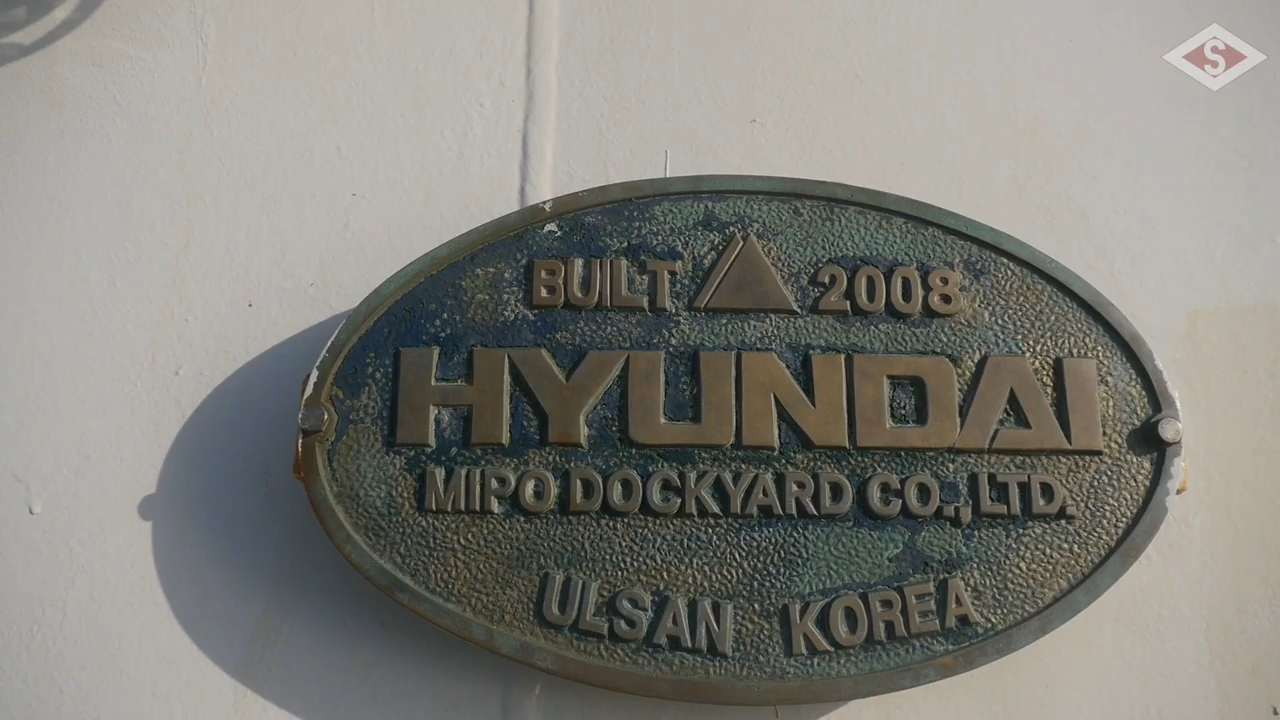 S
BUILT 2008
HYUNDAI
MIPO DOCKYARD CO., LTD.
ULSAN KOREA